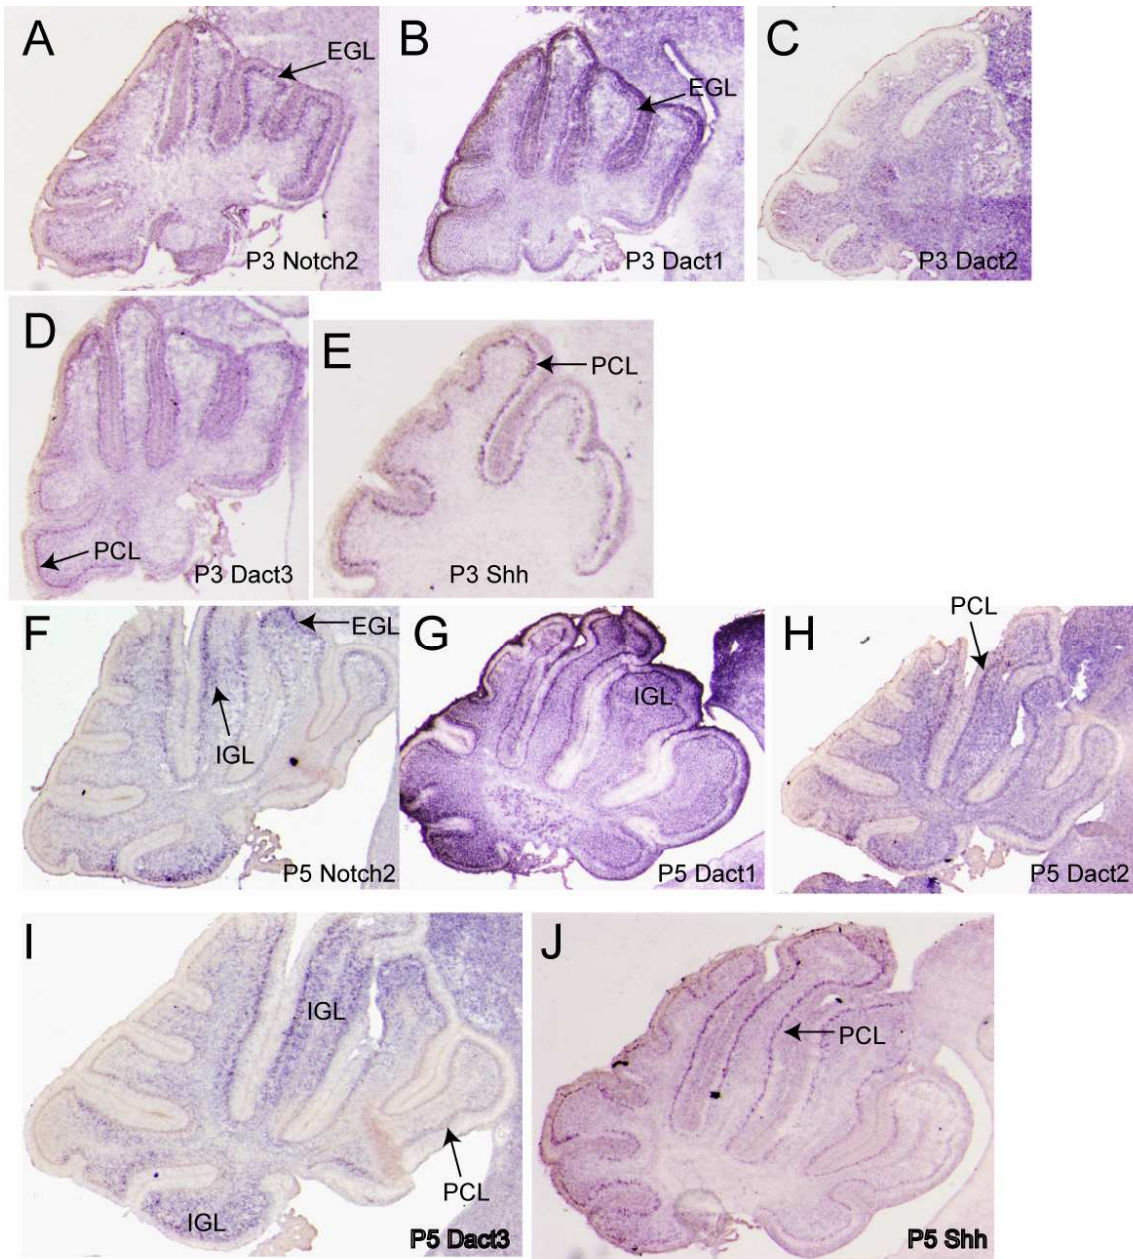 A
EGL
P3 Notch2
B
EGL
P3 Dact1
C
P3 Dact2
D
PCL
P3 Dact3
E
PCL
P3 Shh
F
EGL
IGL
P5 Notch2
G
IGL
P5 Dact1
PCL
H
P5 Dact2
I
IGL
PCL
IGL
P5 Dact3
J
PCL
P5 Shh